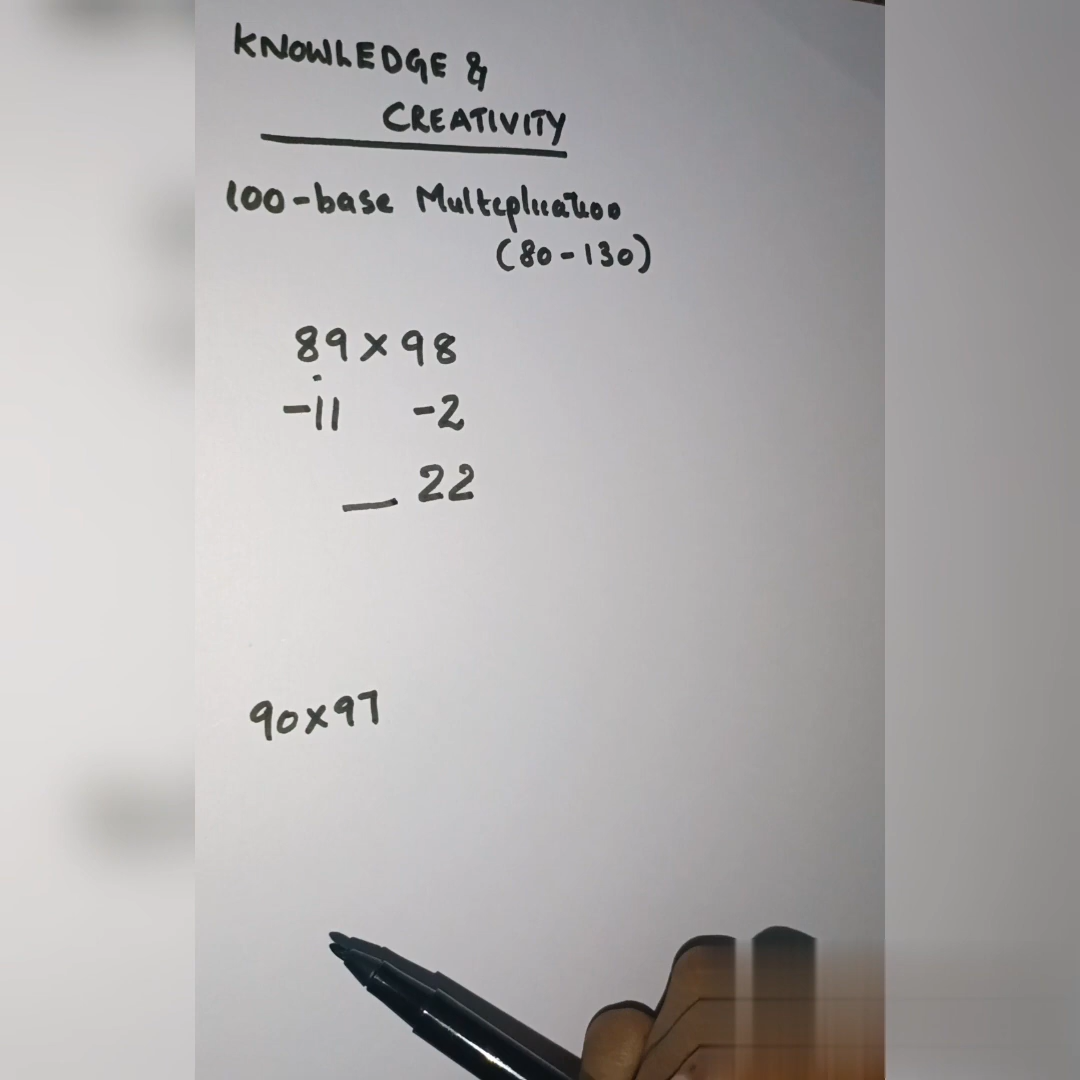 KNOWLEDGE &
CREATIVITY
100-base Multiplication
(80-130)
89 × 98
-11 -2
_ 22
90×97